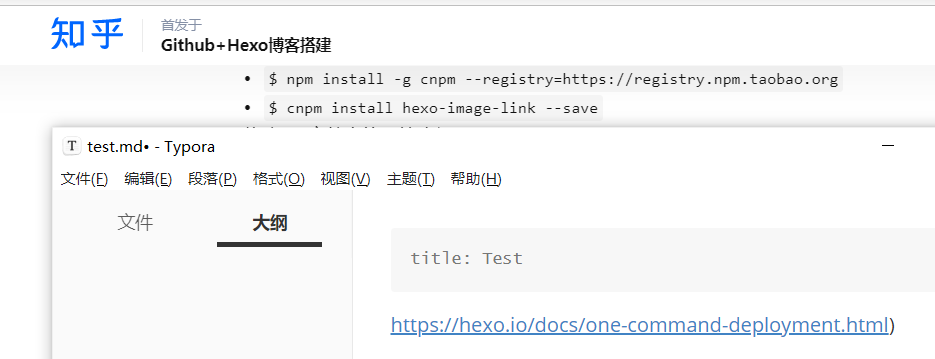 知乎
首发于
Github+Hexo博客搭建
• $ npm install -g cnpm --registry=https://registry.npm.taobao.org
• $ cnpm install hexo-image-link --save
T test.md• - Typora
文件(F) 编辑(E) 段落(P) 格式(O) 视图(V) 主题(T) 帮助(H)
文件 大纲
title: Test
https://hexo.io/docs/one-command-deployment.html)